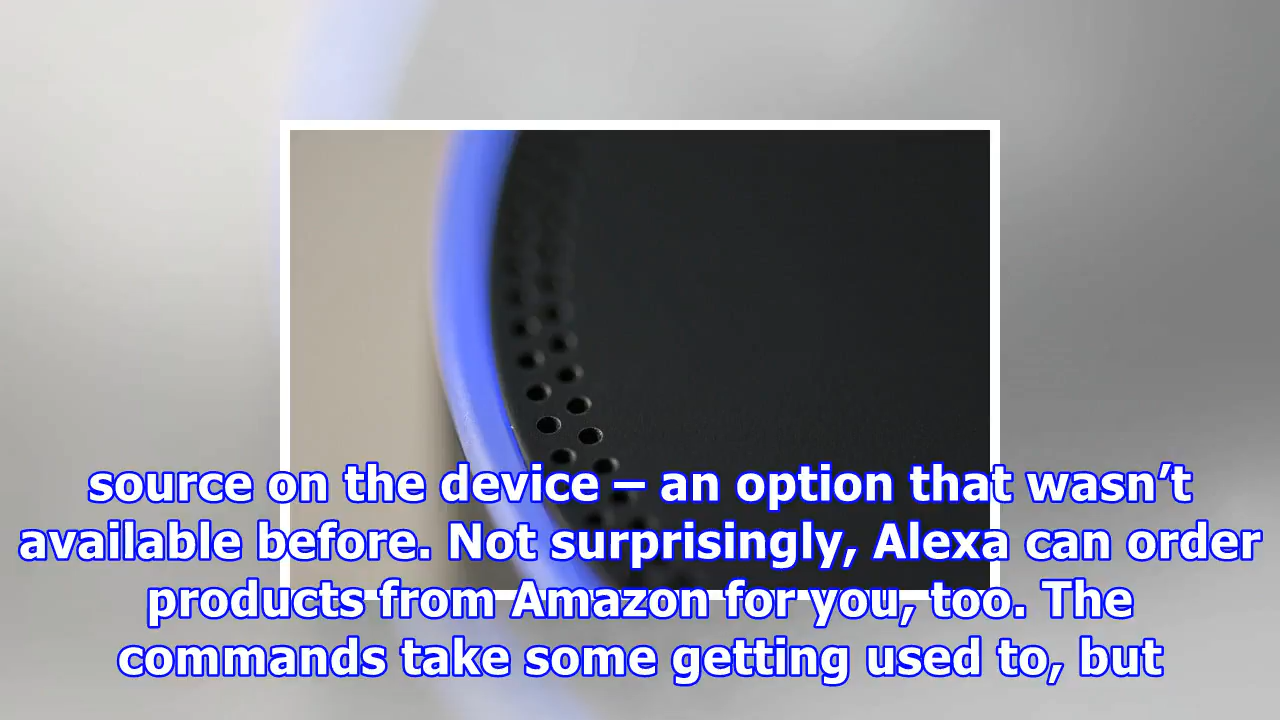 source on the device – an option that wasn’t
available before. Not surprisingly, Alexa can order
products from Amazon for you, too. The
commands take some getting used to, but